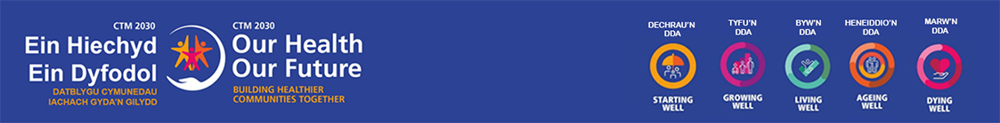 CTM 2030
Ein Hiechyd
Ein Dyfodol
DATBLYGU CYMUNEDAU
IACHACH GYDA'N GILYDD
CTM 2030
Our Health
Our Future
BUILDING HEALTHIER
COMMUNITIES TOGETHER
DECHRAU'N
DDA
STARTING
WELL
TYFU'N
DDA
GROWING
WELL
BYW'N
DDA
LIVING
WELL
HENEIDDIO'N
DDA
AGEING
WELL
MARW'N
DDA
DYING
WELL